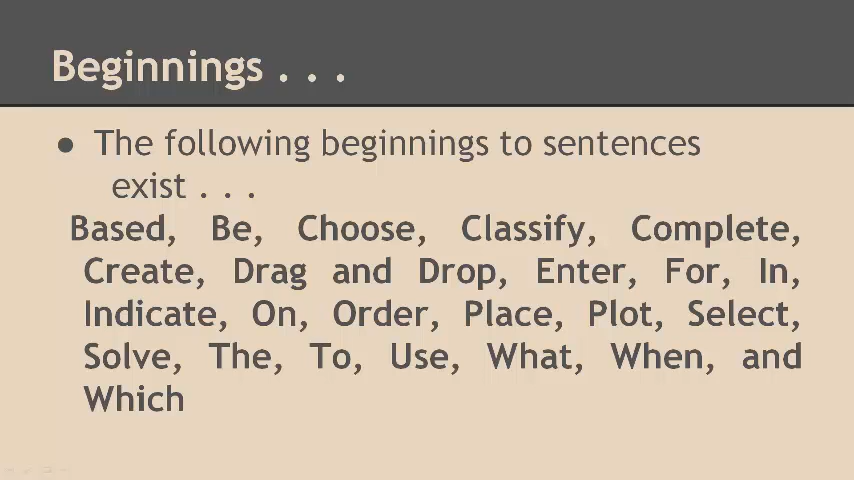 Beginnings . . .
● The following beginnings to sentences
exist . . .
Based, Be, Choose, Classify, Complete,
Create, Drag and Drop, Enter, For, In,
Indicate, On, Order, Place, Plot, Select,
Solve, The, To, Use, What, When, and
Which